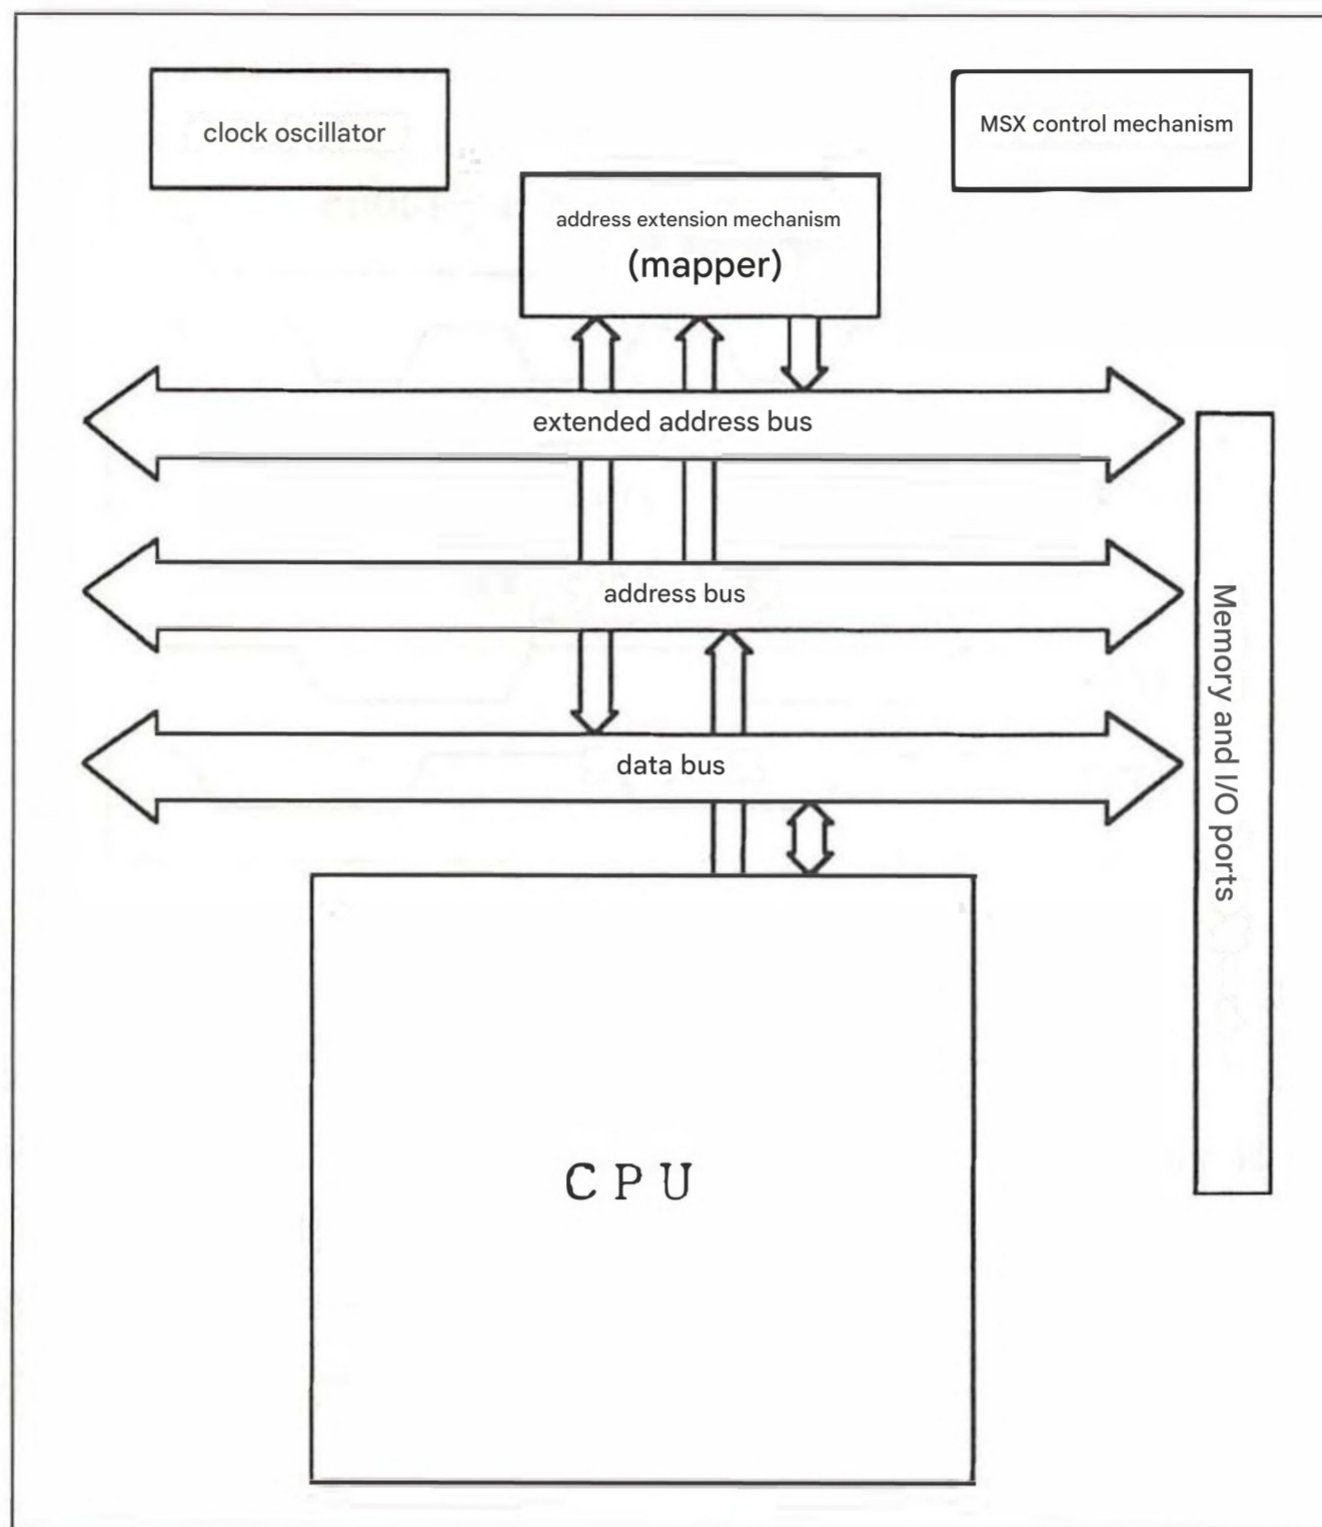 clock oscillator
MSX control mechanism
address extension mechanism
(mapper)
extended address bus
address bus
data bus
Memory and I/O ports
CPU